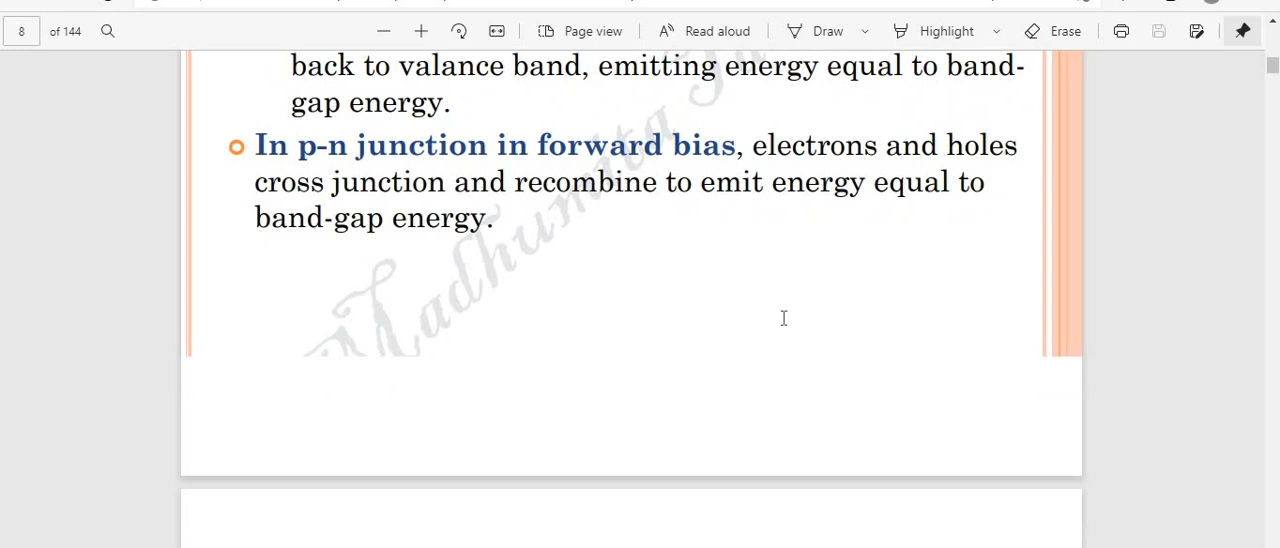 8 of 144 Page view Read aloud Draw Highlight Erase
back to valance band, emitting energy equal to band-
gap energy.
In p-n junction in forward bias, electrons and holes
cross junction and recombine to emit energy equal to
band-gap energy.
Madhumita